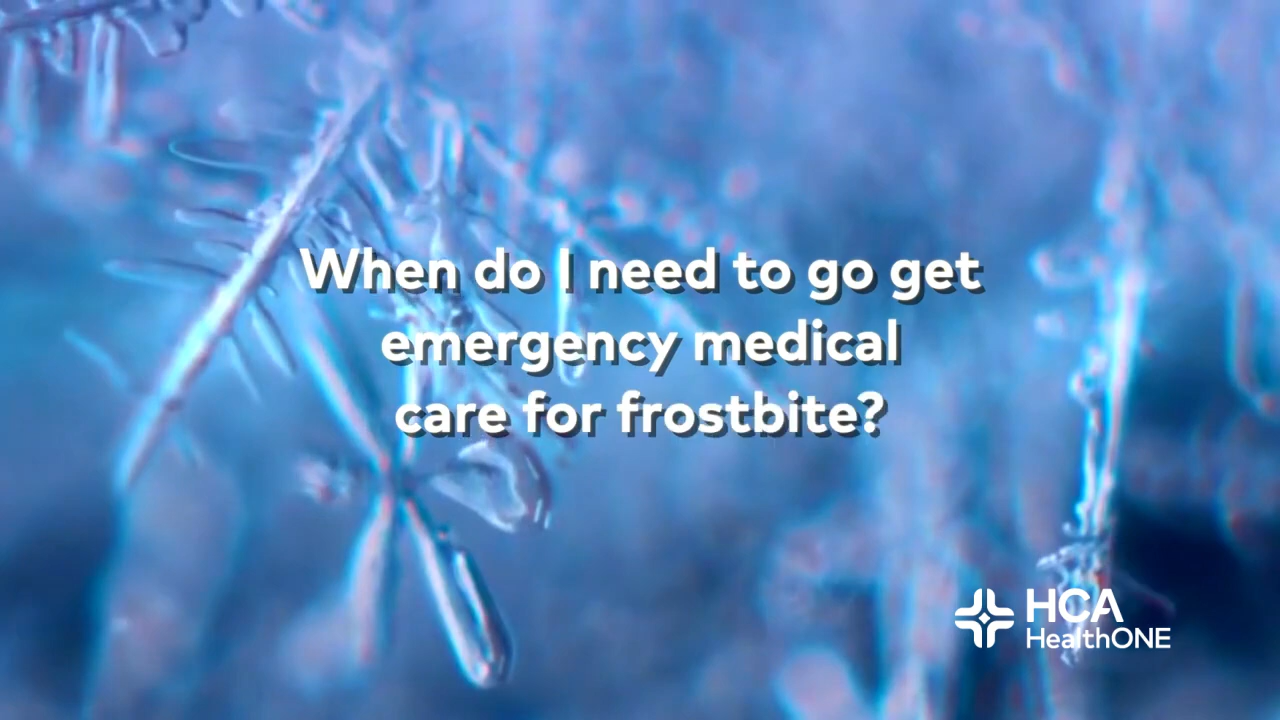 When do I need to go get
emergency medical
care for frostbite?
HCA
HealthONE